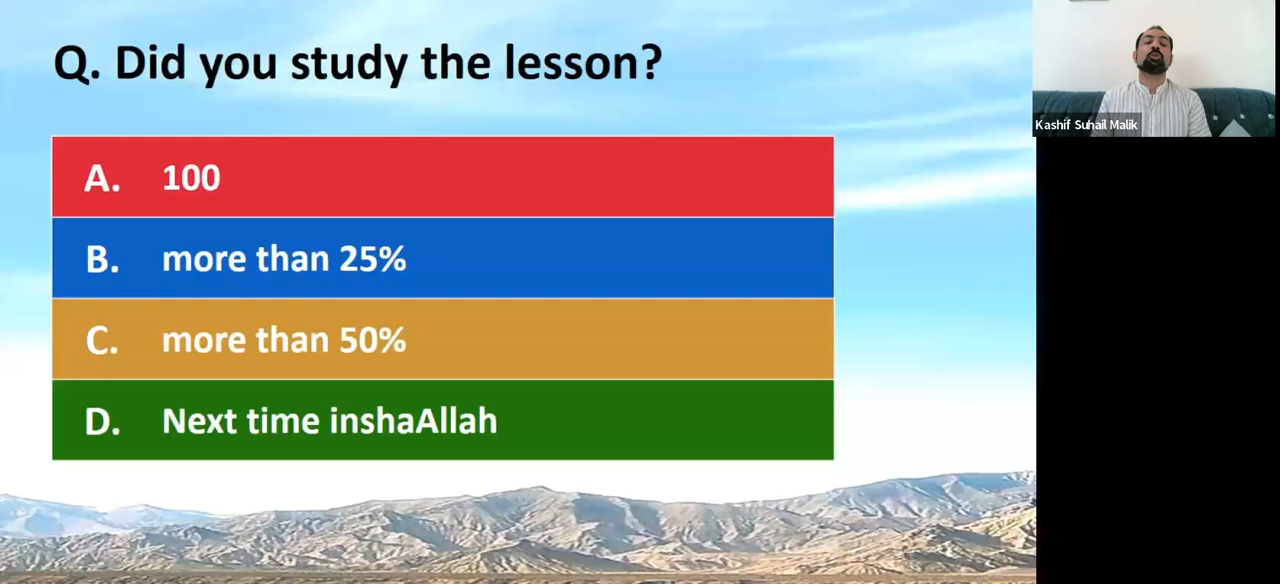 Q. Did you study the lesson?
A. 100
B. more than 25%
C. more than 50%
D. Next time inshaAllah
Kashif Suhail Malik